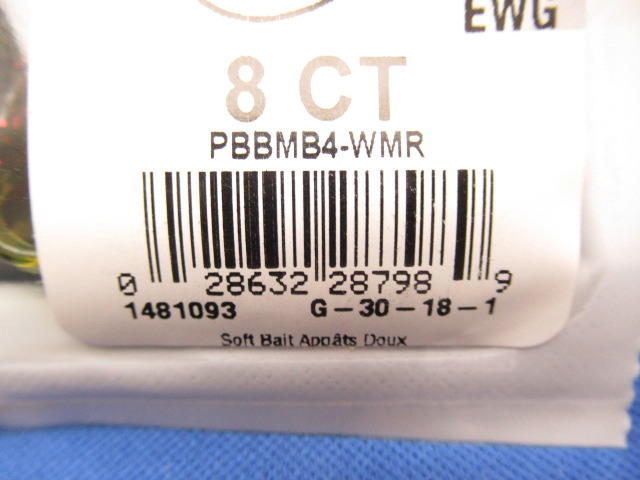 EWG
8 CT
PBBMB4-WMR
0 28632 28798 9
1481093 G-30-18-1
Soft Bait Appâts Doux